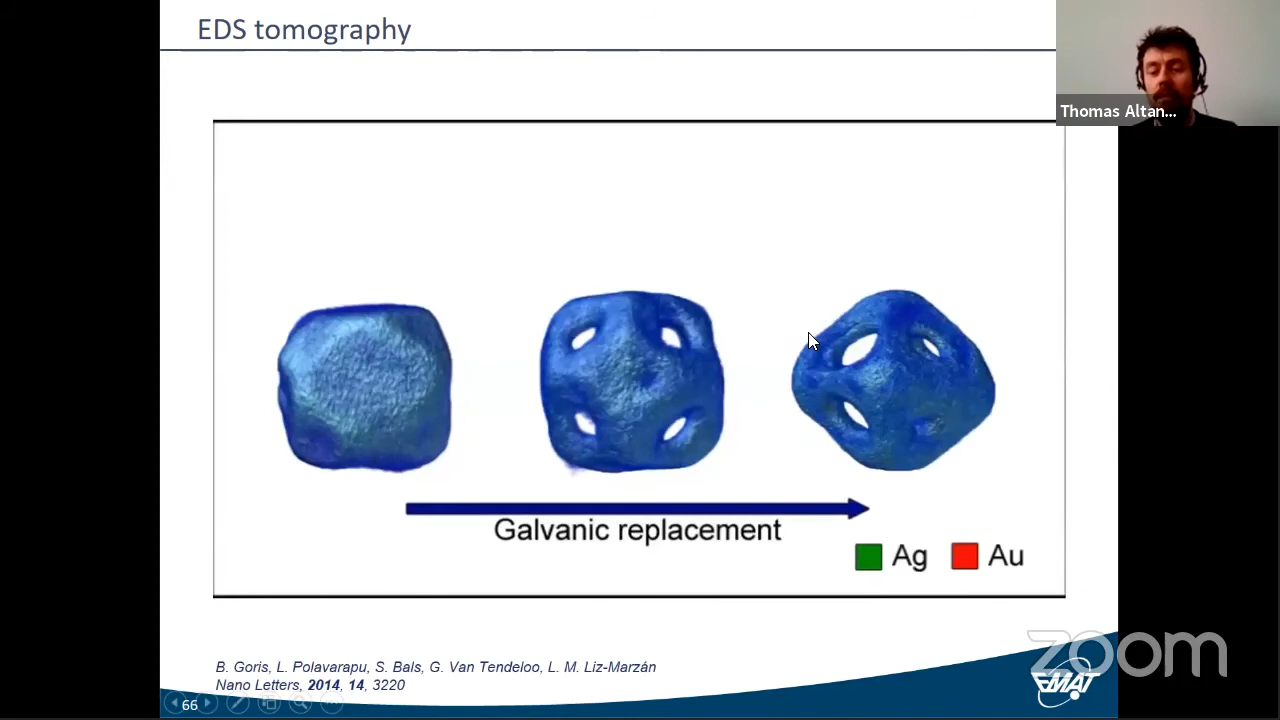 EDS tomography
Thomas Altan...
Galvanic replacement
Ag Au
B. Goris, L. Polavarapu, S. Bals, G. Van Tendeloo, L. M. Liz-Marzán
Nano Letters, 2014, 14, 3220
66
zoom
EMAT